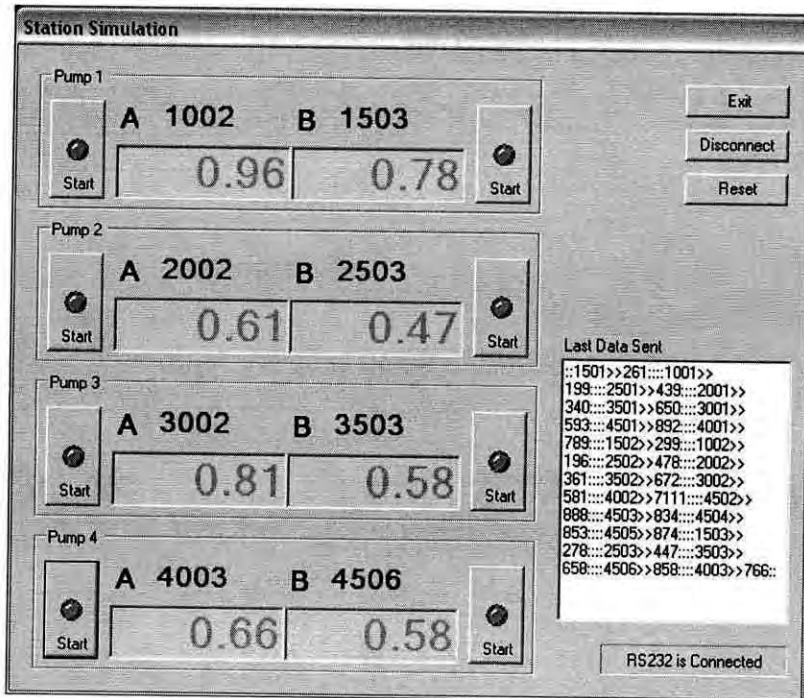 Station Simulation
Pump 1
A 1002 B 1503
Start 0.96 0.78 Start
Pump 2
A 2002 B 2503
Start 0.61 0.47 Start
Pump 3
A 3002 B 3503
Start 0.81 0.58 Start
Pump 4
A 4003 B 4506
Start 0.66 0.58 Start
Exit
Disconnect
Reset
Last Data Sent
::1501>>261::::1001>>
199::::2501>>439::::2001>>
340::::3501>>650::::3001>>
593::::4501>>892::::4001>>
789::::1502>>299::::1002>>
196::::2502>>478::::2002>>
361::::3502>>672::::3002>>
581::::4002>>7111::::4502>>
888::::4503>>834::::4504>>
853::::4505>>874::::1503>>
278::::2503>>447::::3503>>
658::::4506>>858::::4003>>766::
RS232 is Connected